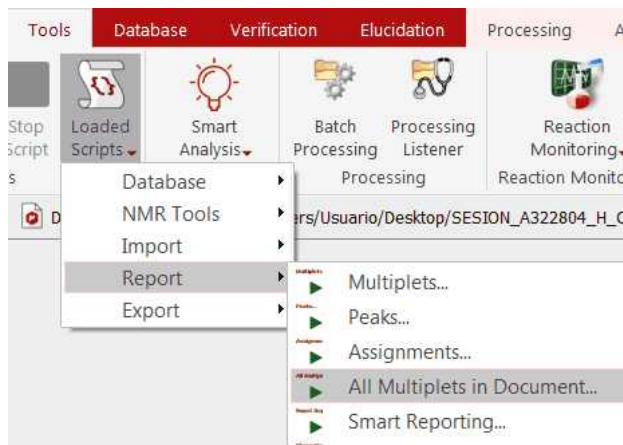 Tools Database Verification Elucidation Processing A
Stop Loaded Smart Batch Processing Reaction
Script Scripts Analysis Processing Listener Monitoring
s Processing Reaction Monito
Database D ers/Usuario/Desktop/SESION_A322804_H_C
NMR Tools
Import
Report
Export
Multiplets...
Peaks...
Assignments...
All Multiplets in Document...
Smart Reporting...